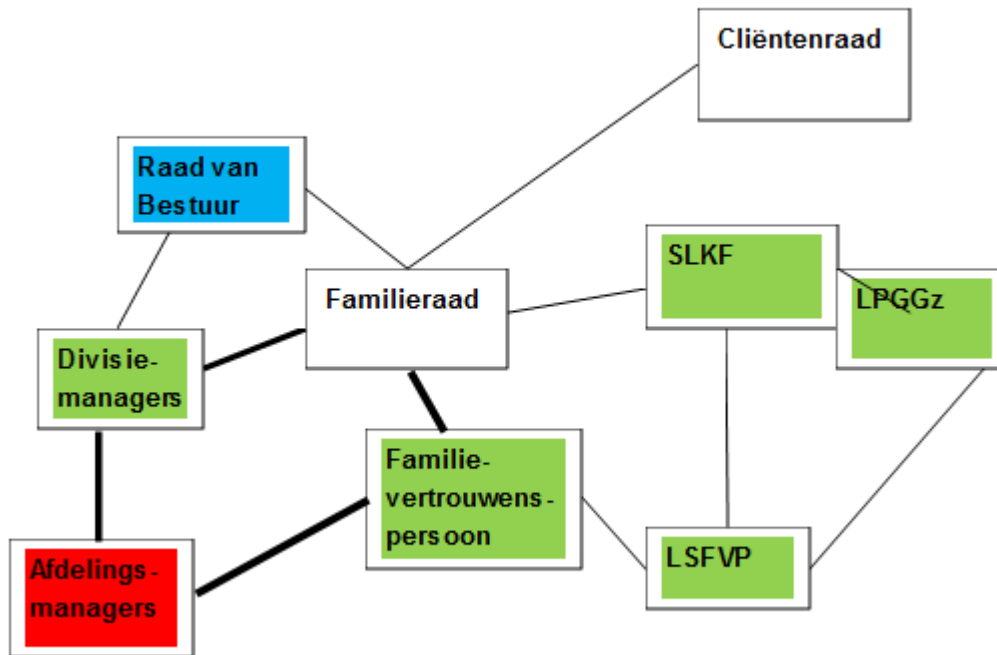 Cliëntenraad
Raad van
Bestuur
SLKF
LPGGz
Familieraad
Divisie-
managers
Familie-
vertrouwens-
persoon
LSFVP
Afdelings-
managers